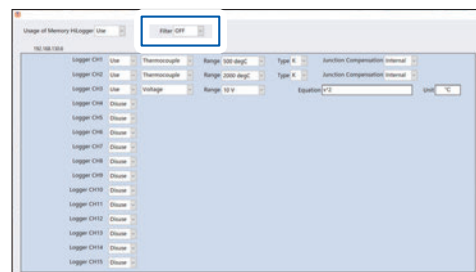 Usage of Memory HiLogger Use Filter OFF
192.168.1.50:4
Logger CH1 Use Thermocouple Range 500 degC Type K Junction Compensation Internal
Logger CH2 Use Thermocouple Range 2000 degC Type K Junction Compensation Internal
Logger CH3 Use Voltage Range 10 V Equation Unit °C
Logger CH4 Disuse
Logger CH5 Disuse
Logger CH6 Disuse
Logger CH7 Disuse
Logger CH8 Disuse
Logger CH9 Disuse
Logger CH10 Disuse
Logger CH11 Disuse
Logger CH12 Disuse
Logger CH13 Disuse
Logger CH14 Disuse
Logger CH15 Disuse